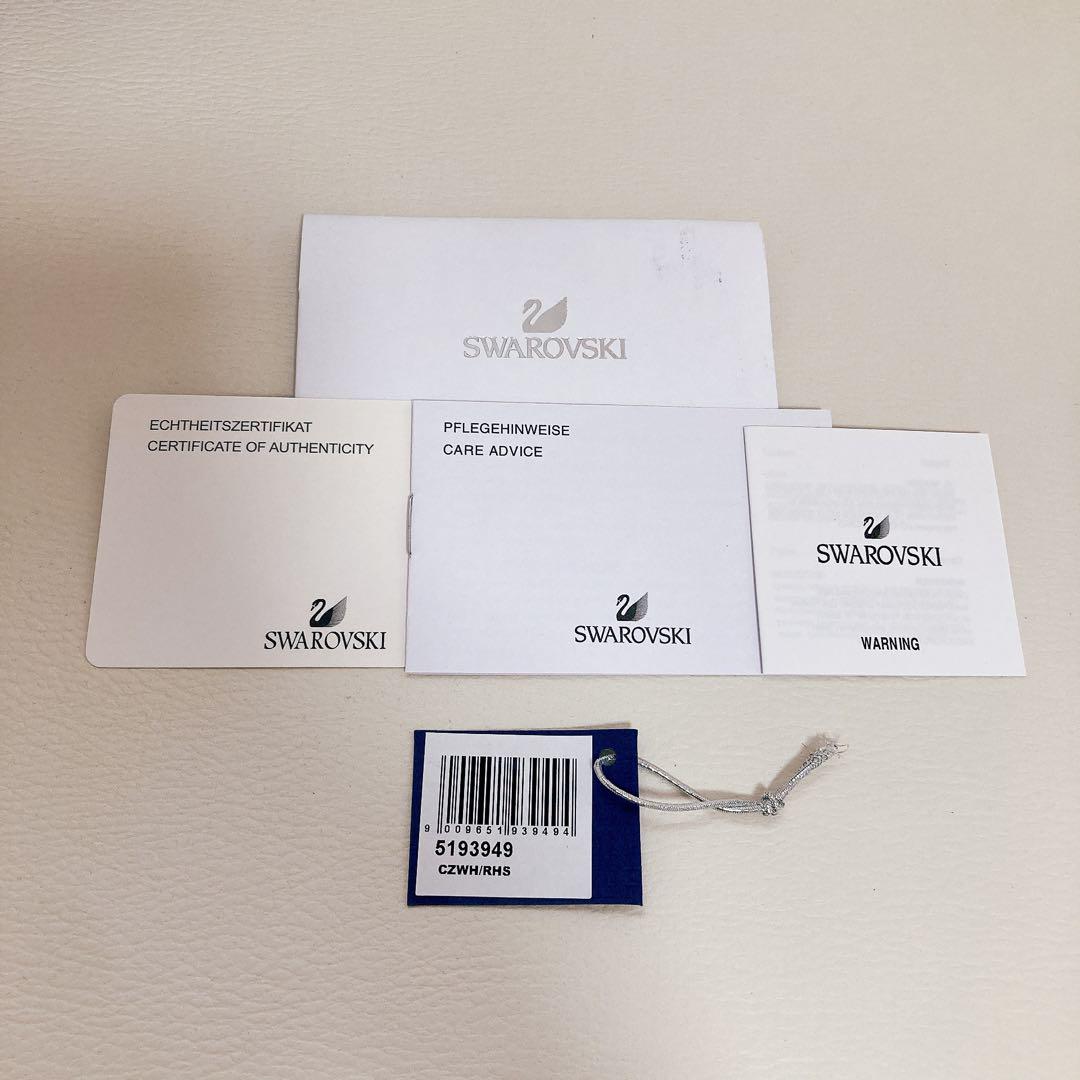 SWAROVSKI
ECHTHEITSZERTIFIKAT
CERTIFICATE OF AUTHENTICITY
SWAROVSKI
PFLEGEHINWEISE
CARE ADVICE
SWAROVSKI
SWAROVSKI
WARNING
9 009651 939494
5193949
CZWH/RHS